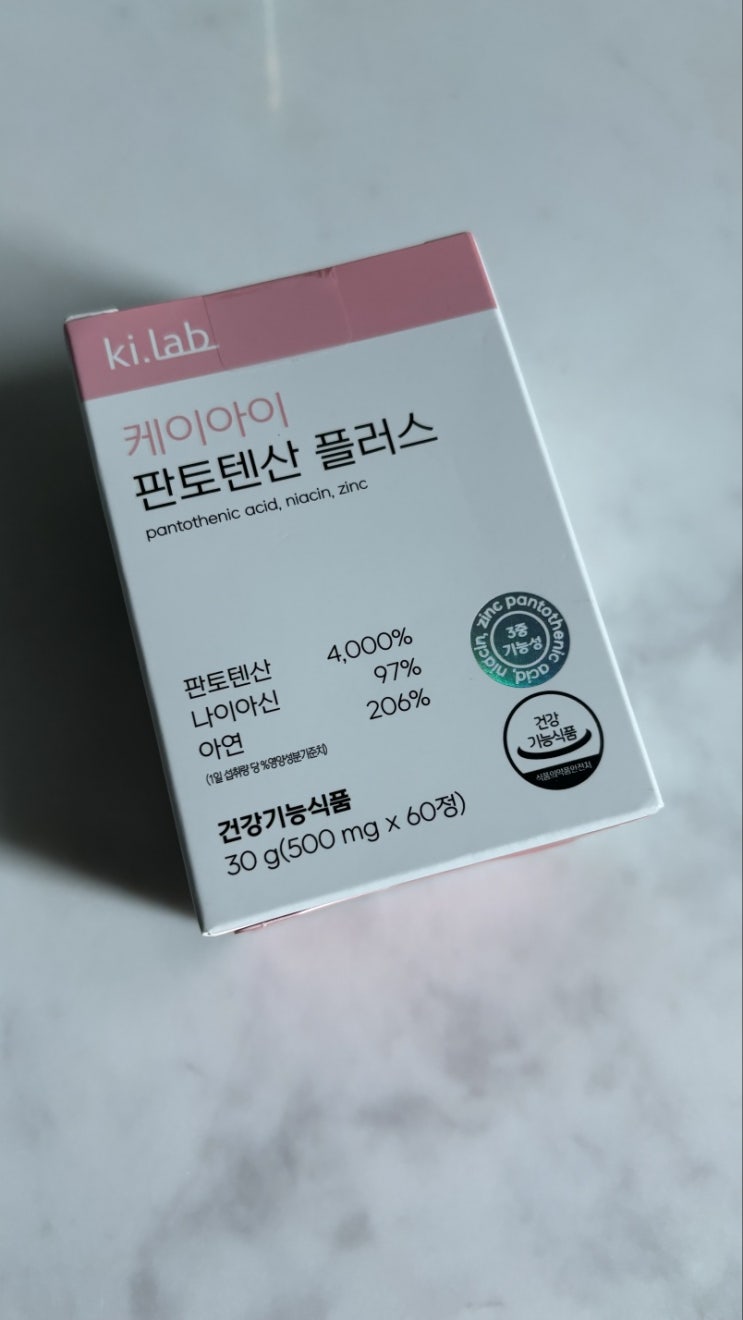 ki.lab
케이아이
판토텐산 플러스
pantothenic acid, niacin, zinc
판토텐산 4,000%
나이아신 97%
아연 206%
(1일 섭취량 당 %영양성분기준치)
zinc pantothenic acid, niacin,
3중
기능성
건강
기능식품
식품의약품안전처
건강기능식품
30 g(500 mg x 60정)